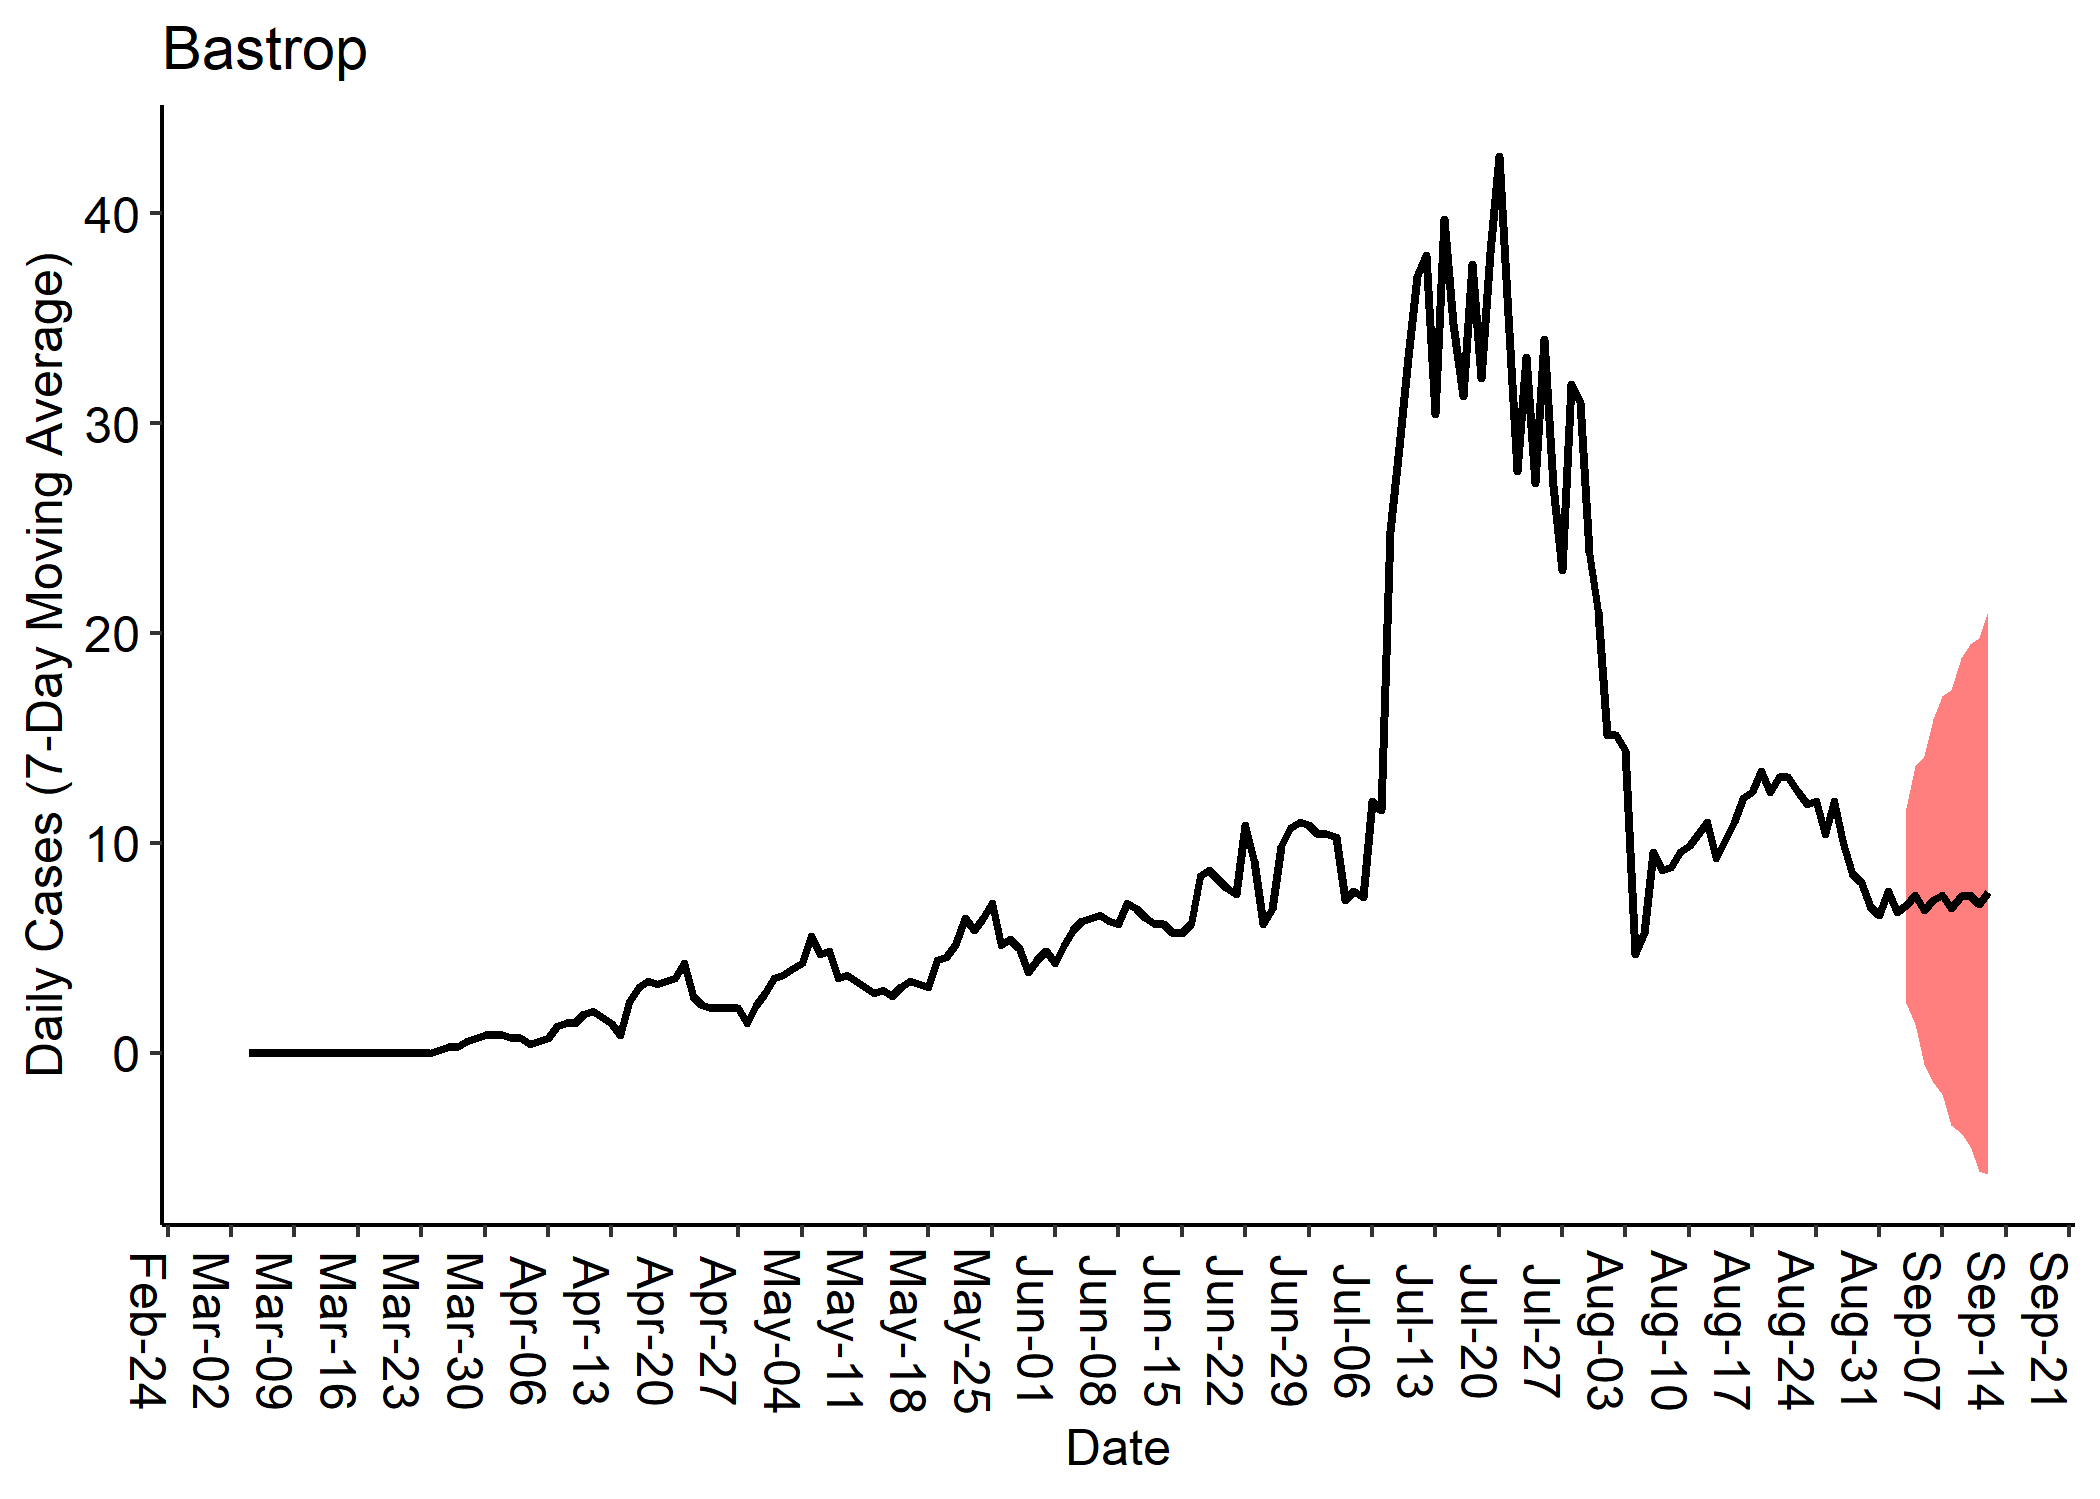 Bastrop
Daily Cases (7-Day Moving Average)
40
30
20
10
0
Feb-24
Mar-02
Mar-09
Mar-16
Mar-23
Mar-30
Apr-06
Apr-13
Apr-20
Apr-27
May-04
May-11
May-18
May-25
Jun-01
Jun-08
Jun-15
Jun-22
Jun-29
Jul-06
Jul-13
Jul-20
Jul-27
Aug-03
Aug-10
Aug-17
Aug-24
Aug-31
Sep-07
Sep-14
Sep-21
Date